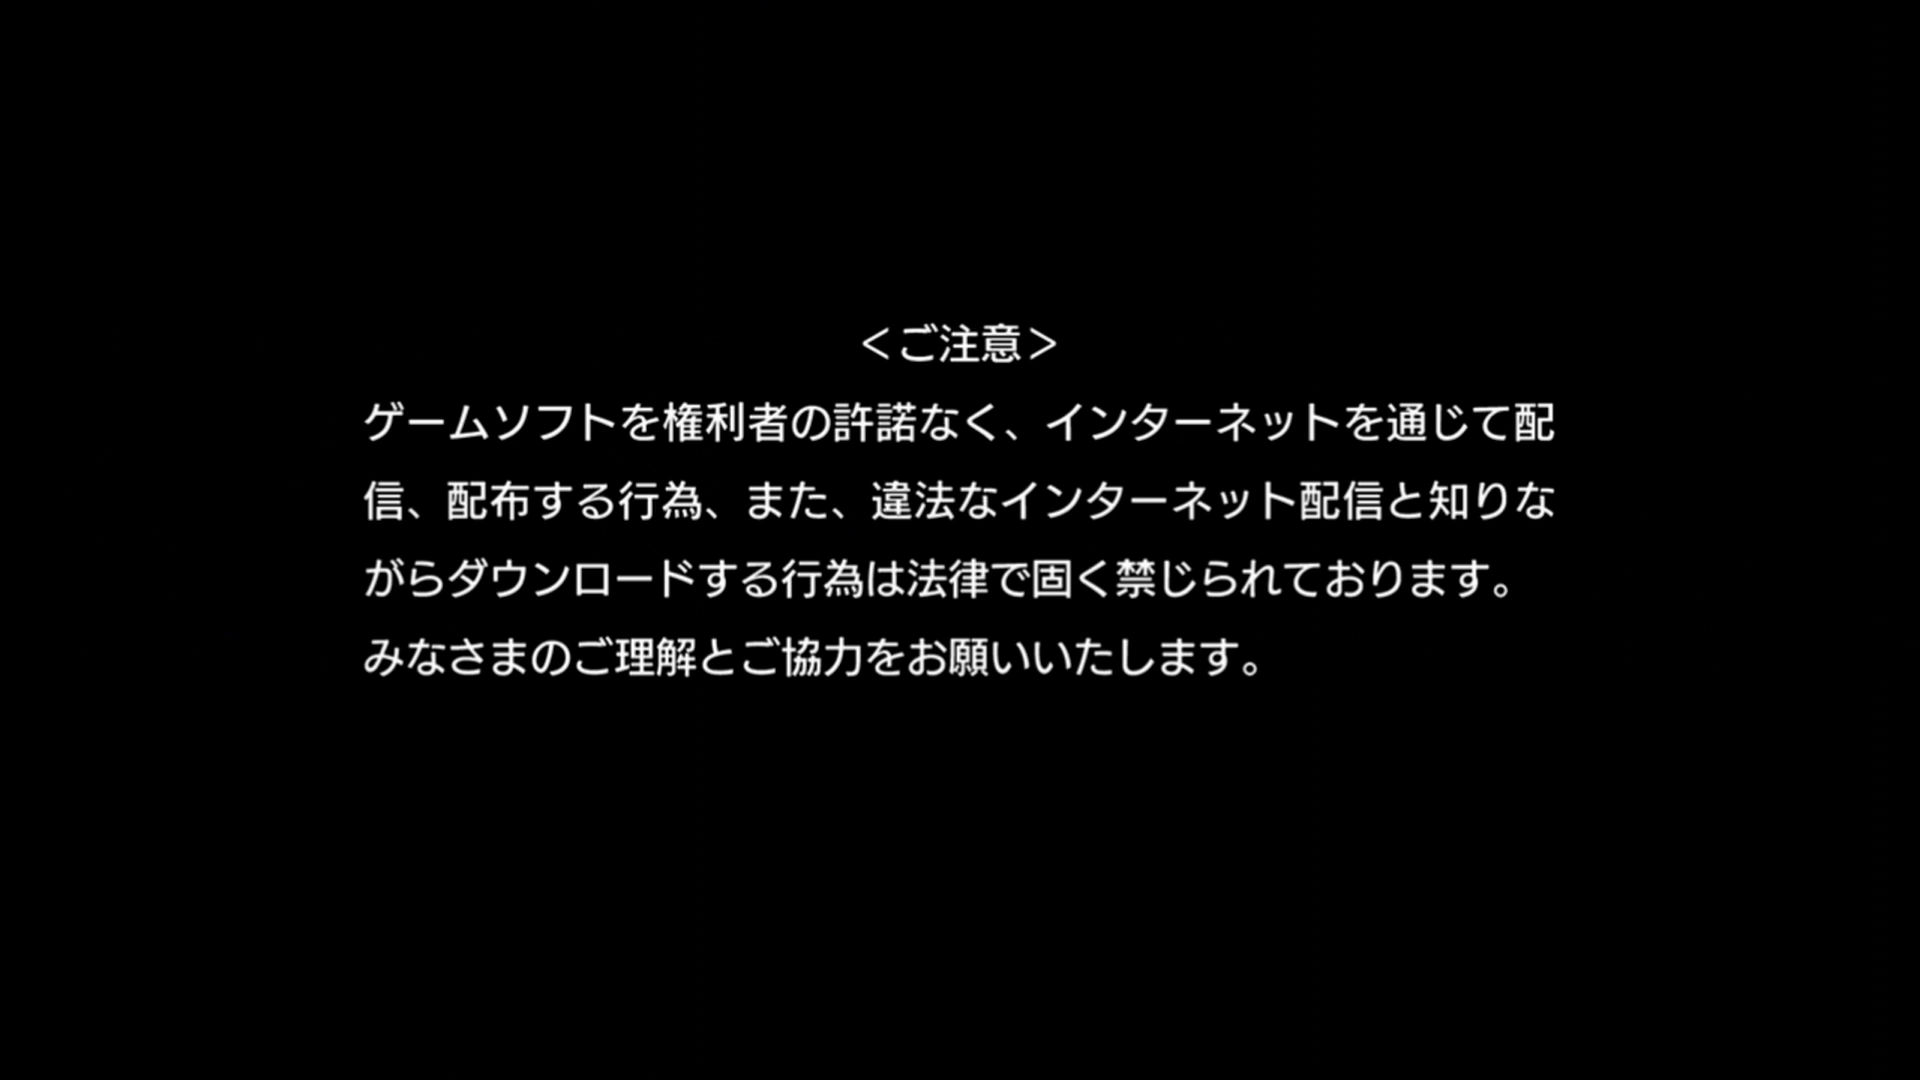 ＜ご注意＞
ゲームソフトを権利者の許諾なく、インターネットを通じて配
信、配布する行為、また、違法なインターネット配信と知りな
がらダウンロードする行為は法律で固く禁じられております。
みなさまのご理解とご協力をお願いいたします。